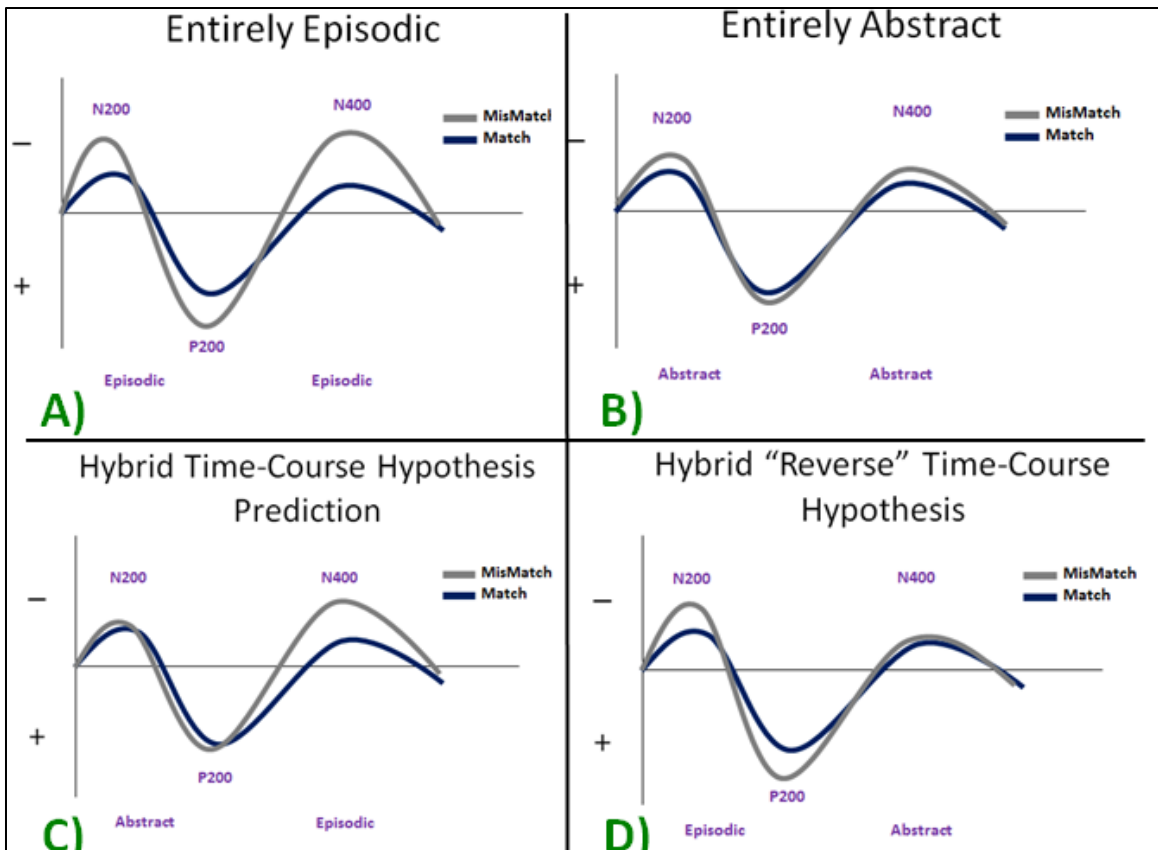 Entirely Episodic
N200
N400
MisMatcl
Match
−
+
P200
Episodic
Episodic
A)
Entirely Abstract
N200
N400
MisMatch
Match
−
+
P200
Abstract
Abstract
B)
Hybrid Time-Course Hypothesis
Prediction
N200
N400
MisMatch
Match
−
+
P200
Abstract
Episodic
C)
Hybrid “Reverse” Time-Course
Hypothesis
N200
N400
MisMatch
Match
−
+
P200
Episodic
Abstract
D)